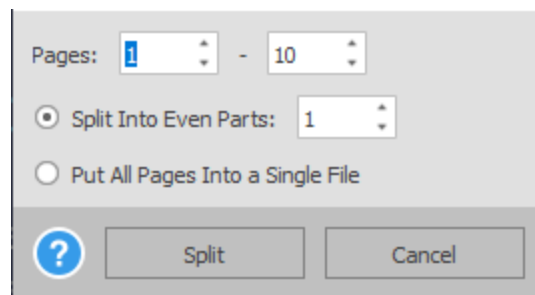 Pages: 1 - 10
Split Into Even Parts: 1
Put All Pages Into a Single File
? Split Cancel